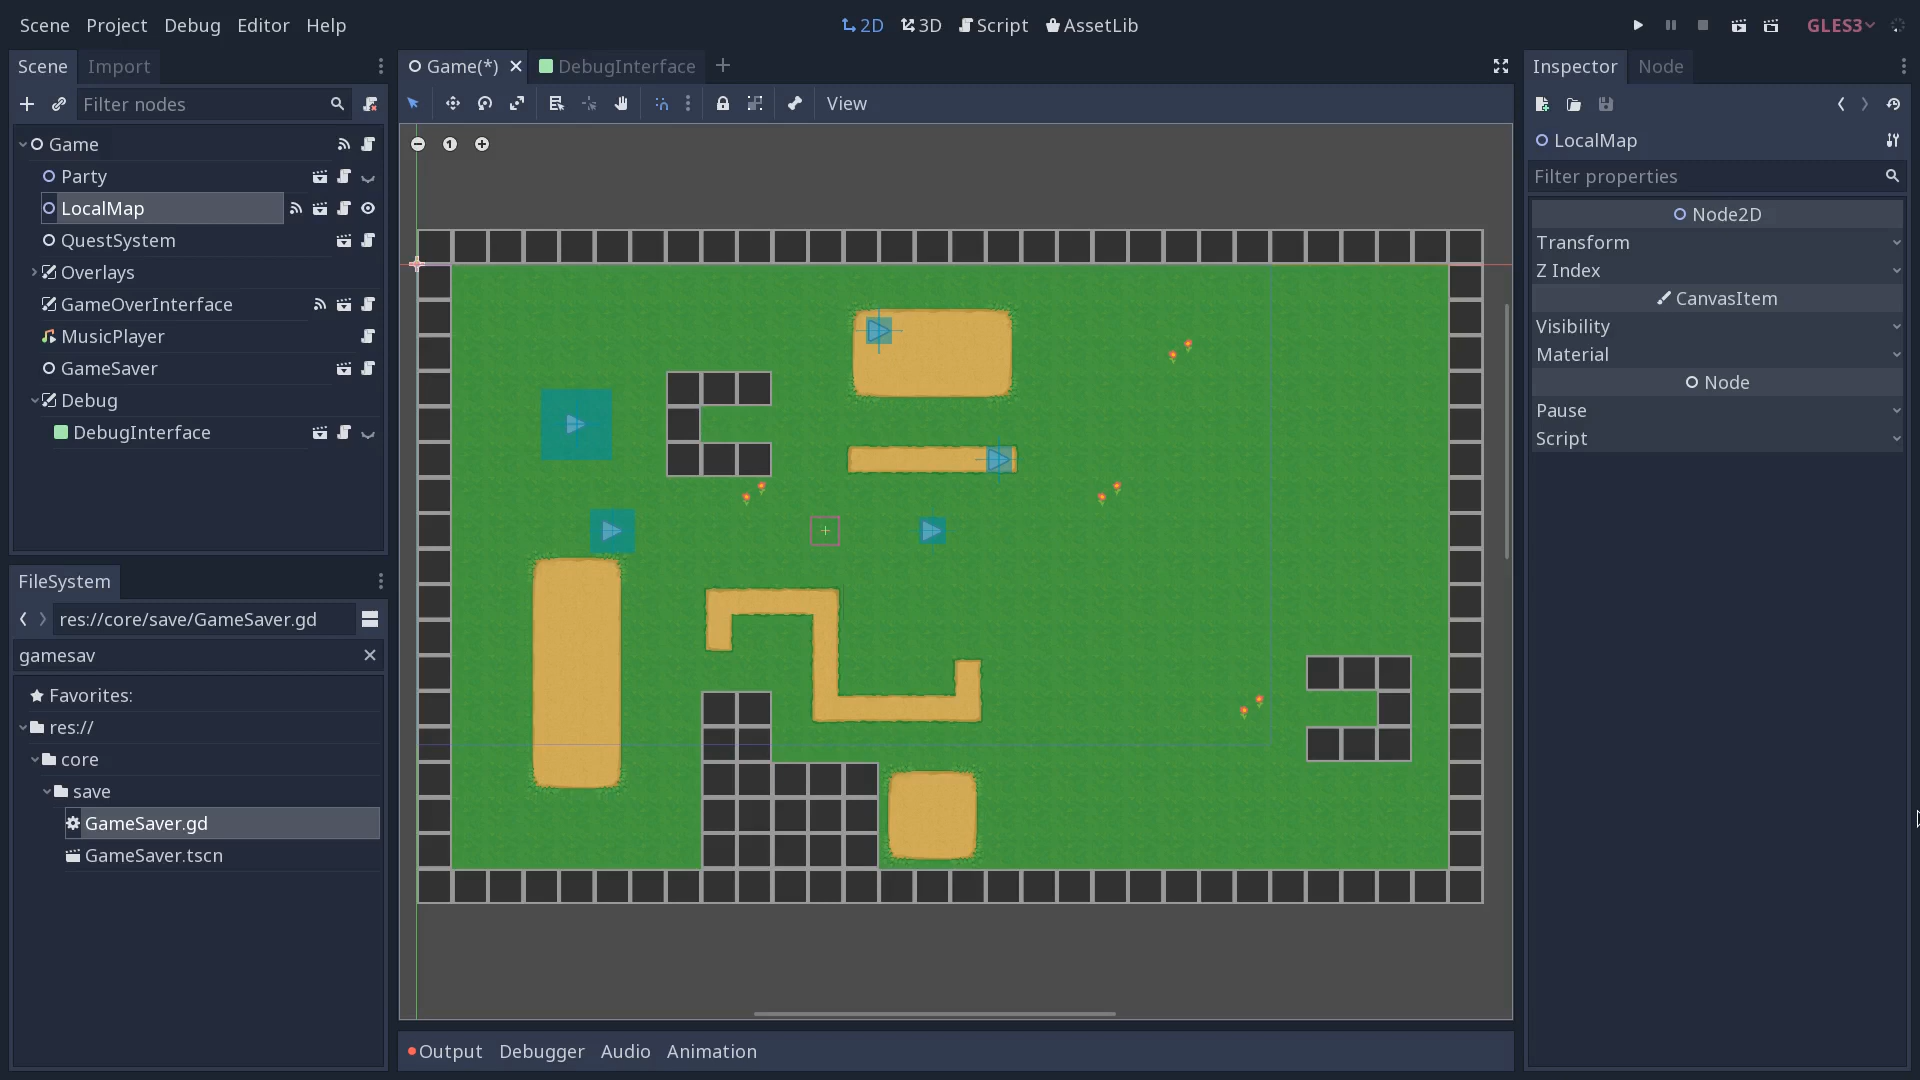 Scene Project Debug Editor Help
2D 3D Script AssetLib
GLES3
Scene Import
Filter nodes
Game
Party
LocalMap
QuestSystem
Overlays
GameOverInterface
MusicPlayer
GameSaver
Debug
DebugInterface
FileSystem
res://core/save/GameSaver.gd
gamesav
Favorites:
res://
core
save
GameSaver.gd
GameSaver.tscn
Game(*) DebugInterface
View
1
Output Debugger Audio Animation
Inspector Node
LocalMap
Filter properties
Node2D
Transform
Z Index
CanvasItem
Visibility
Material
Node
Pause
Script